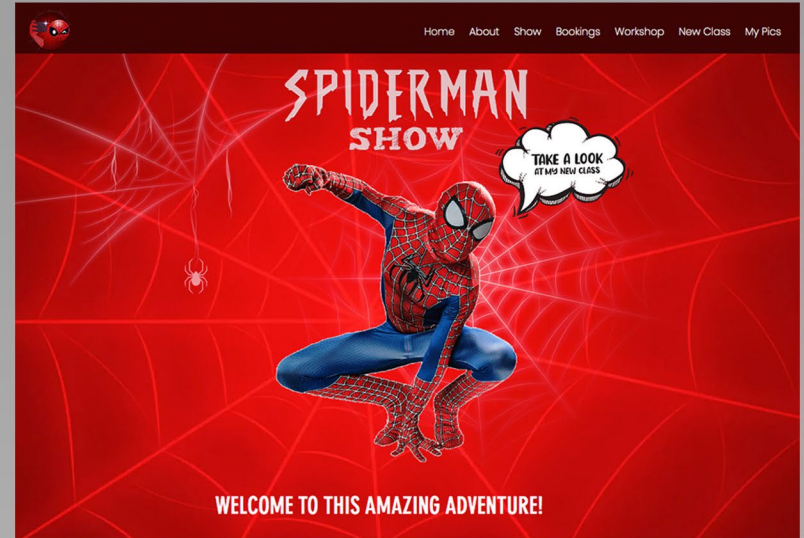 Home About Show Bookings Workshop New Class My Pics
SPIDERMAN
SHOW
TAKE A LOOK
AT MY NEW CLASS
WELCOME TO THIS AMAZING ADVENTURE!